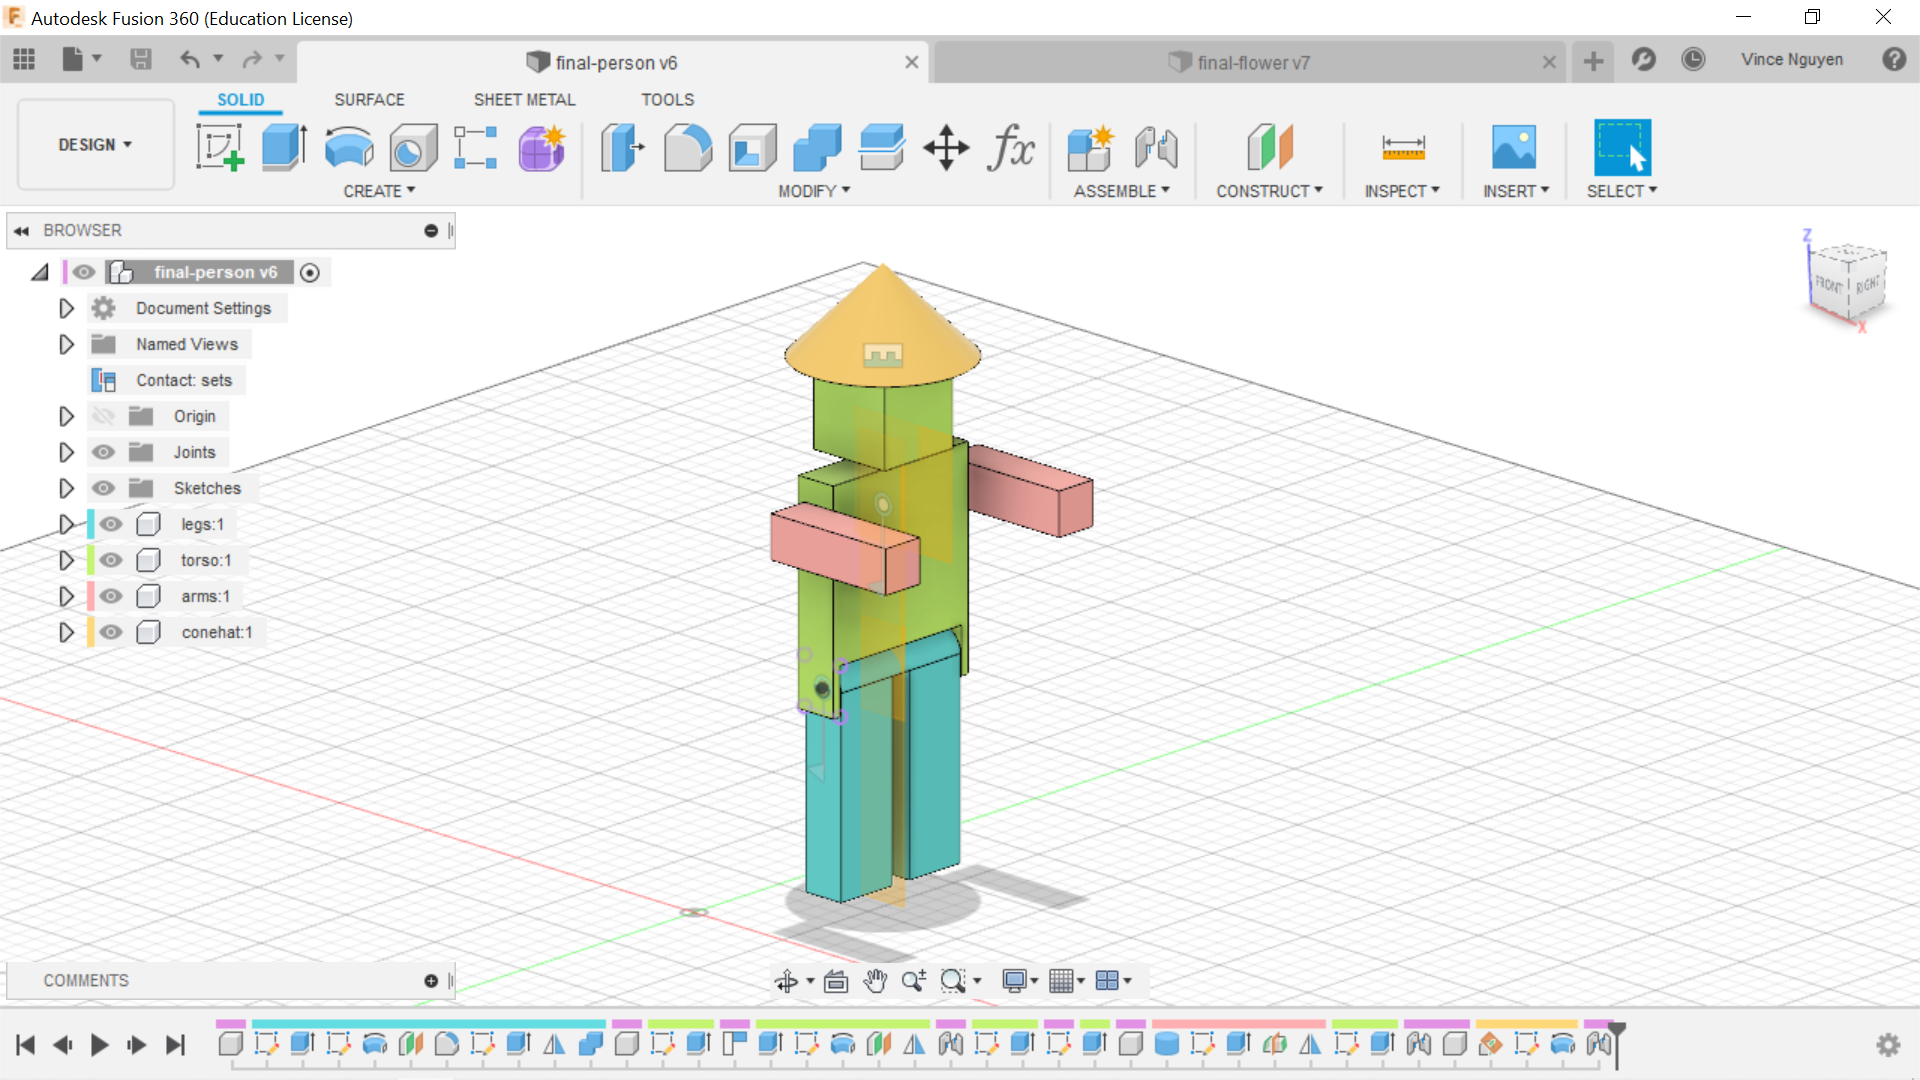 Autodesk Fusion 360 (Education License)
final-person v6
final-flower v7
Vince Nguyen
DESIGN
SOLID
SURFACE
SHEET METAL
TOOLS
CREATE
MODIFY
ASSEMBLE
CONSTRUCT
INSPECT
INSERT
SELECT
BROWSER
final-person v6
Document Settings
Named Views
Contact: sets
Origin
Joints
Sketches
legs:1
torso:1
arms:1
conehat:1
Z
FRONT
RIGHT
X
COMMENTS